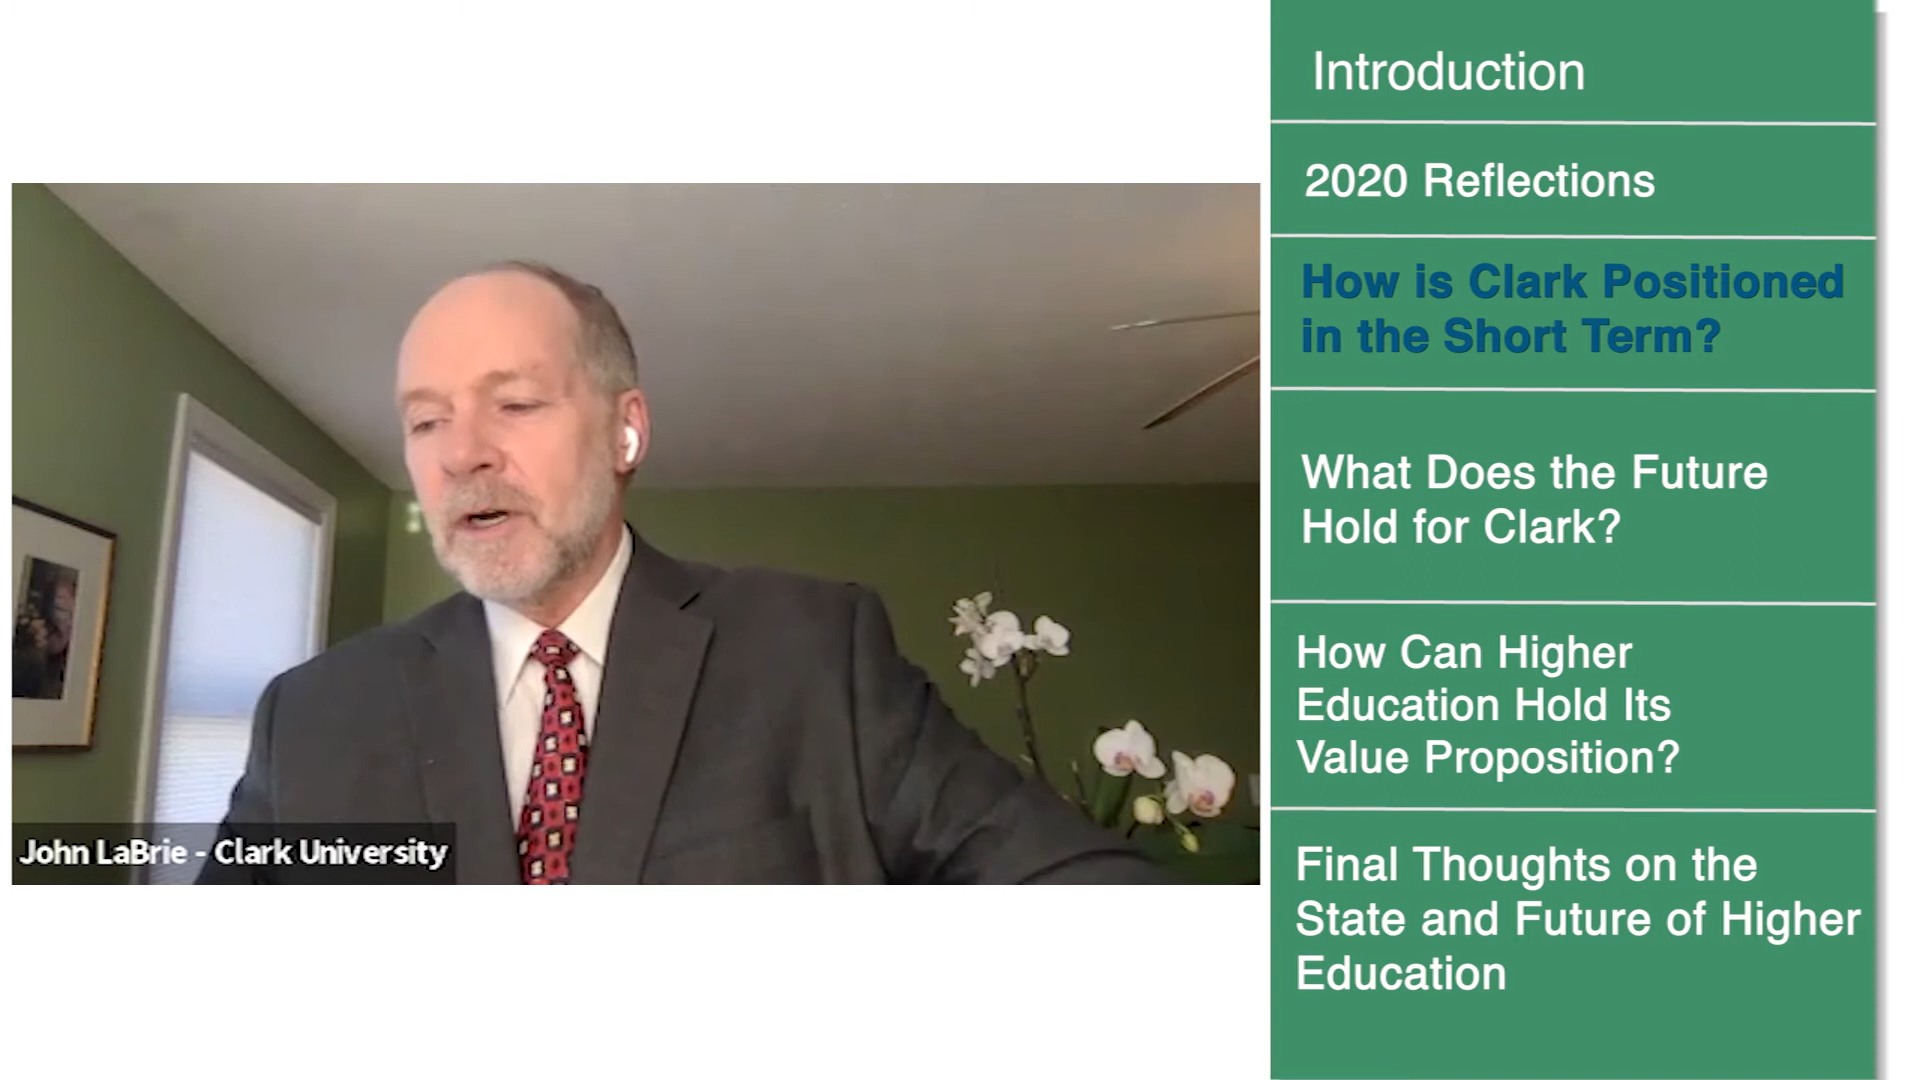 Introduction
2020 Reflections
How is Clark Positioned
in the Short Term?
What Does the Future
Hold for Clark?
How Can Higher
Education Hold Its
Value Proposition?
Final Thoughts on the
State and Future of Higher
Education
John LaBrie - Clark University